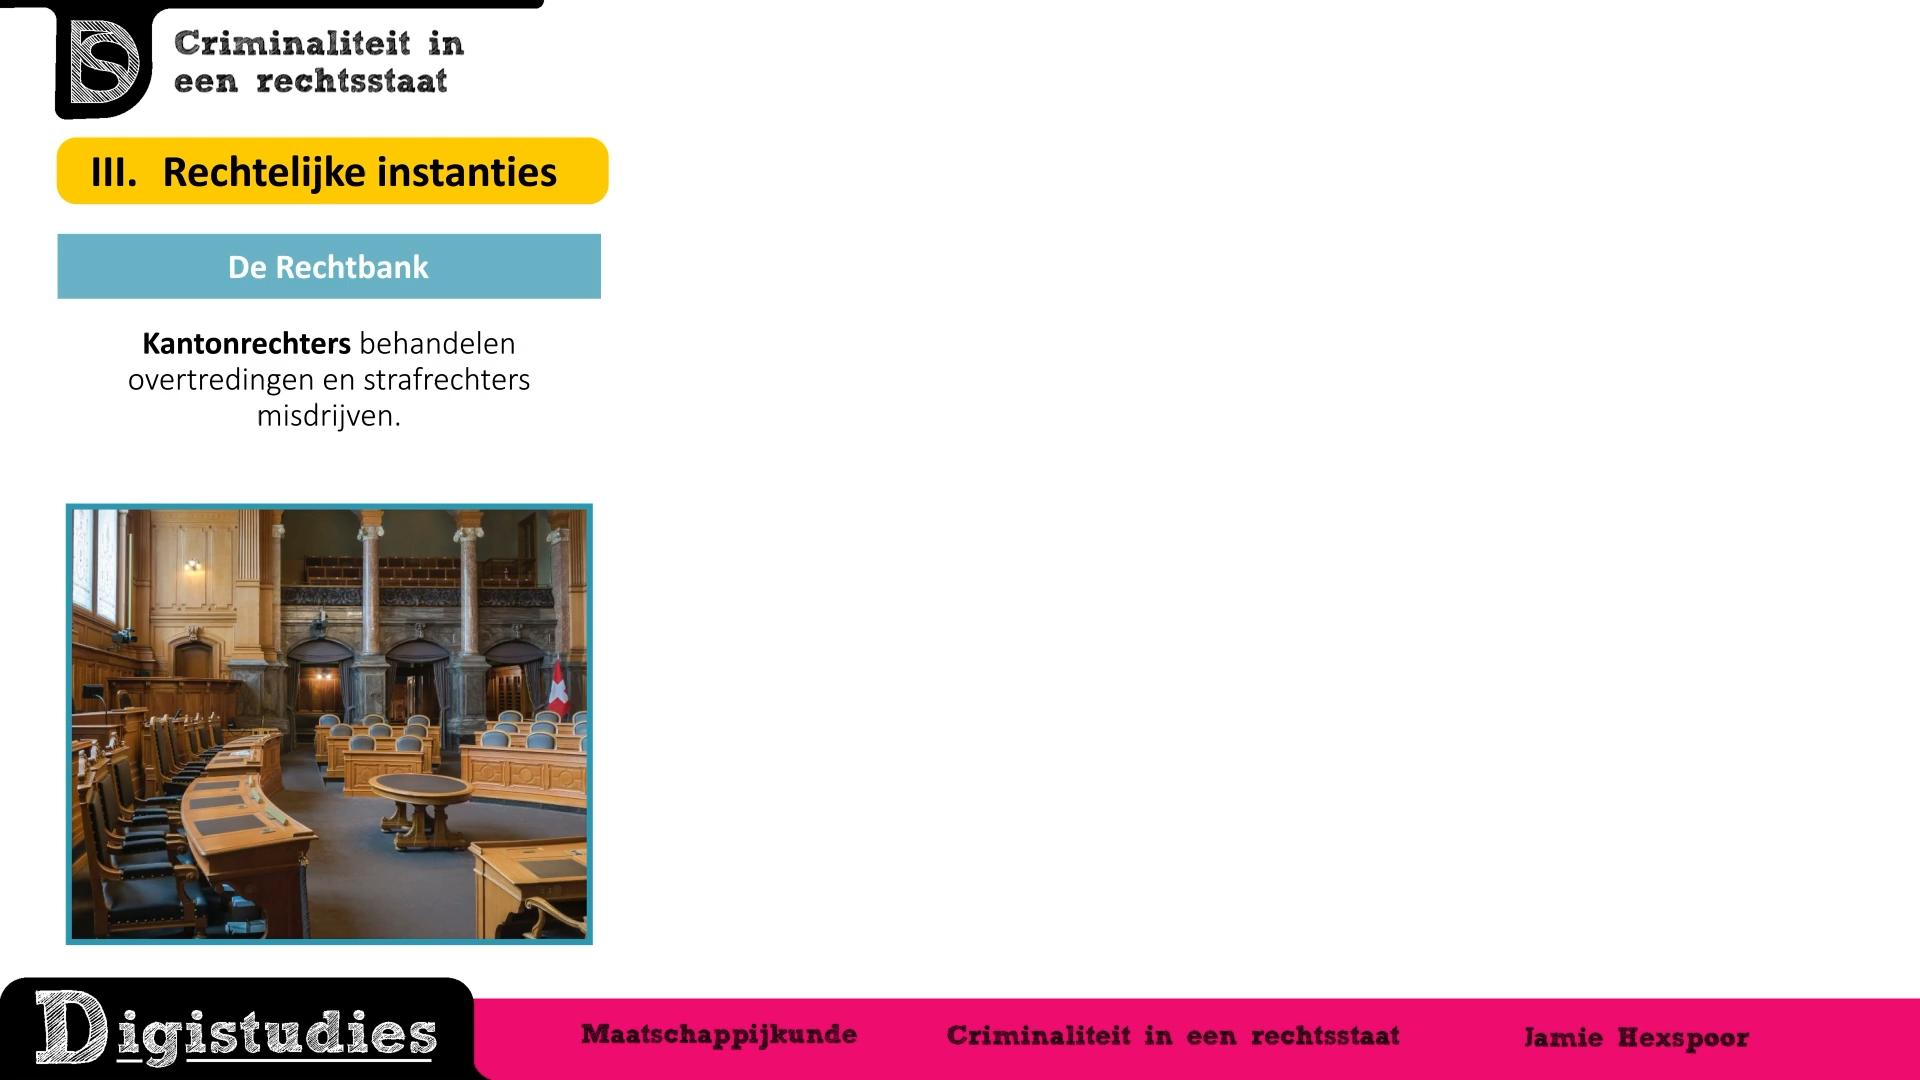 DS
Criminaliteit in
een rechtsstaat
III. Rechtelijke instanties
De Rechtbank
Kantonrechters behandelen
overtredingen en strafrechters
misdrijven.
Digistudies
Maatschappijkunde
Criminaliteit in een rechtsstaat
Jamie Hexspoor